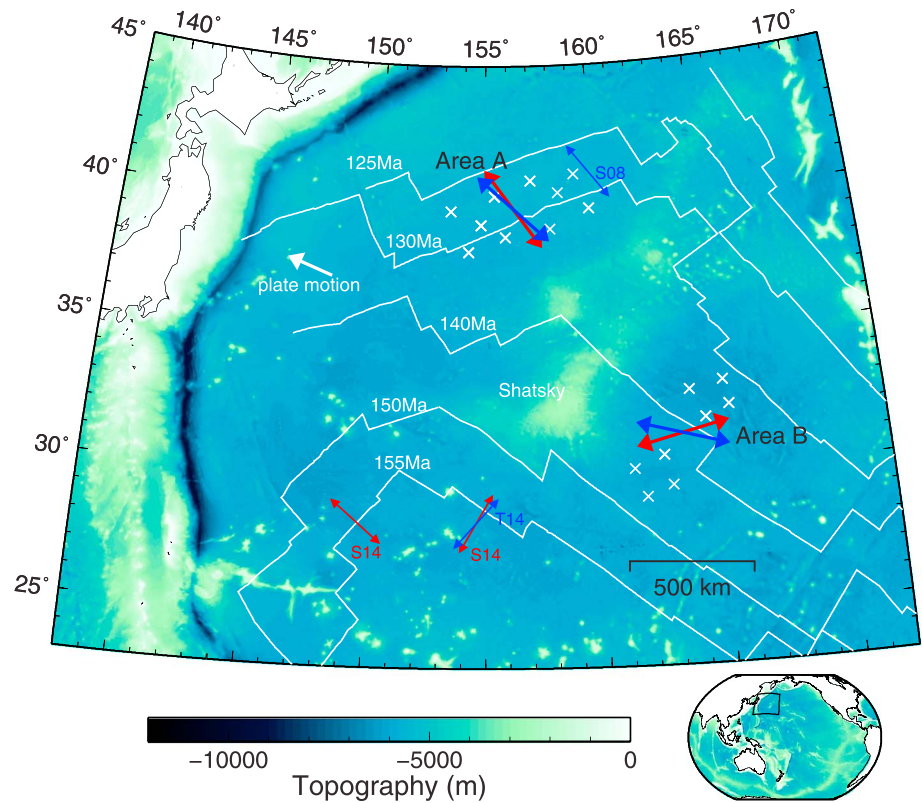 45°
140°
145°
150°
155°
160°
165°
170°
40°
35°
30°
25°
125Ma
Area A
S08
130Ma
plate motion
140Ma
Shatsky
150Ma
Area B
155Ma
T14
S14
S14
500 km
−10000
−5000
0
Topography (m)